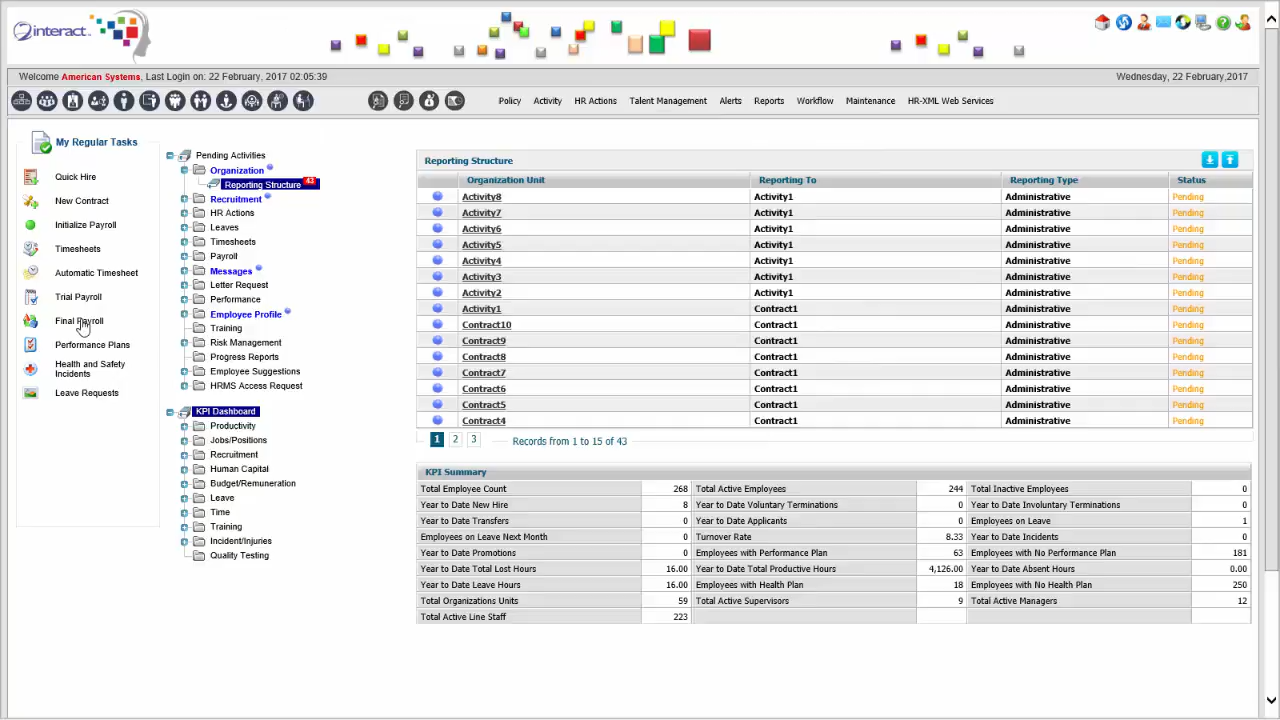 interact
Welcome American Systems, Last Login on: 22 February, 2017 02:05:39
Wednesday, 22 February,2017
Policy Activity HR Actions Talent Management Alerts Reports Workflow Maintenance HR-XML Web Services
My Regular Tasks
Quick Hire
New Contract
Initialize Payroll
Timesheets
Automatic Timesheet
Trial Payroll
Final Payroll
Performance Plans
Health and Safety
Incidents
Leave Requests
Pending Activities
Organization
Reporting Structure 43
Recruitment
HR Actions
Leaves
Timesheets
Payroll
Messages
Letter Request
Performance
Employee Profile
Training
Risk Management
Progress Reports
Employee Suggestions
HRMS Access Request
KPI Dashboard
Productivity
Jobs/Positions
Recruitment
Human Capital
Budget/Remuneration
Leave
Time
Training
Incident/Injuries
Quality Testing
Reporting Structure
Organization Unit Reporting To Reporting Type Status
Activity8 Activity1 Administrative Pending
Activity7 Activity1 Administrative Pending
Activity6 Activity1 Administrative Pending
Activity5 Activity1 Administrative Pending
Activity4 Activity1 Administrative Pending
Activity3 Activity1 Administrative Pending
Activity2 Activity1 Administrative Pending
Activity1 Contract1 Administrative Pending
Contract10 Contract1 Administrative Pending
Contract9 Contract1 Administrative Pending
Contract8 Contract1 Administrative Pending
Contract7 Contract1 Administrative Pending
Contract6 Contract1 Administrative Pending
Contract5 Contract1 Administrative Pending
Contract4 Contract1 Administrative Pending
1 2 3 Records from 1 to 15 of 43
KPI Summary
Total Employee Count 268 Total Active Employees 244 Total Inactive Employees 0
Year to Date New Hire 8 Year to Date Voluntary Terminations 0 Year to Date Involuntary Terminations 0
Year to Date Transfers 0 Year to Date Applicants 0 Employees on Leave 1
Employees on Leave Next Month 0 Turnover Rate 8.33 Year to Date Incidents 0
Year to Date Promotions 0 Employees with Performance Plan 63 Employees with No Performance Plan 181
Year to Date Total Lost Hours 16.00 Year to Date Total Productive Hours 4,126.00 Year to Date Absent Hours 0.00
Year to Date Leave Hours 16.00 Employees with Health Plan 18 Employees with No Health Plan 250
Total Organizations Units 59 Total Active Supervisors 9 Total Active Managers 12
Total Active Line Staff 223